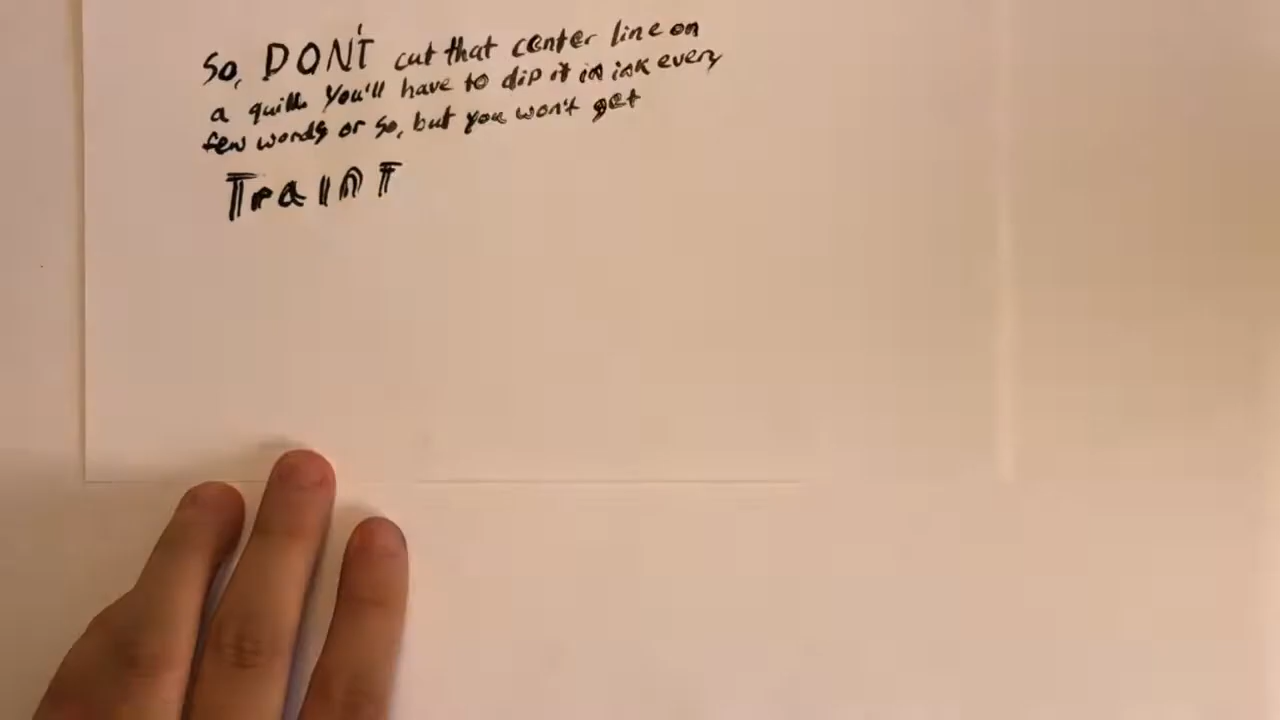 So, DON'T cut that center line on
a quill. You'll have to dip it in ink every
few words or so, but you won't get